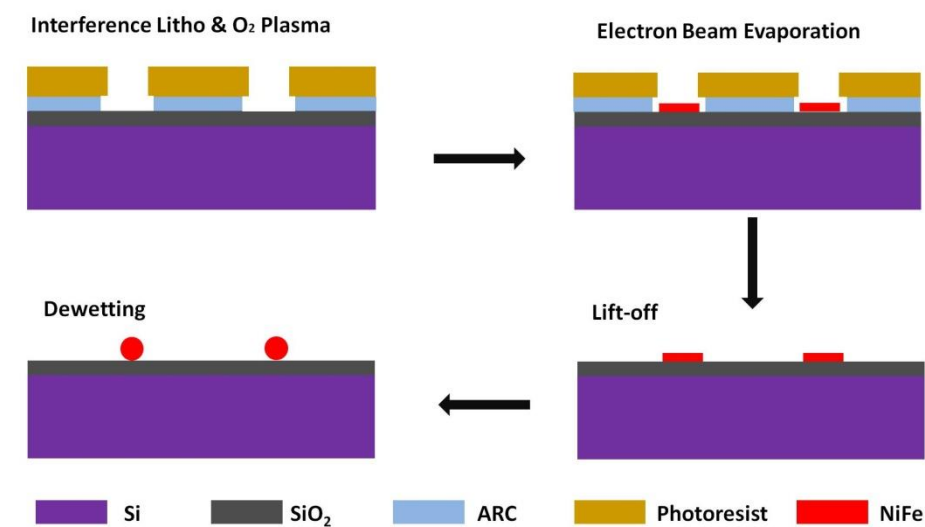 Interference Litho & O₂ Plasma
Electron Beam Evaporation
Dewetting
Lift-off
Si
SiO₂
ARC
Photoresist
NiFe